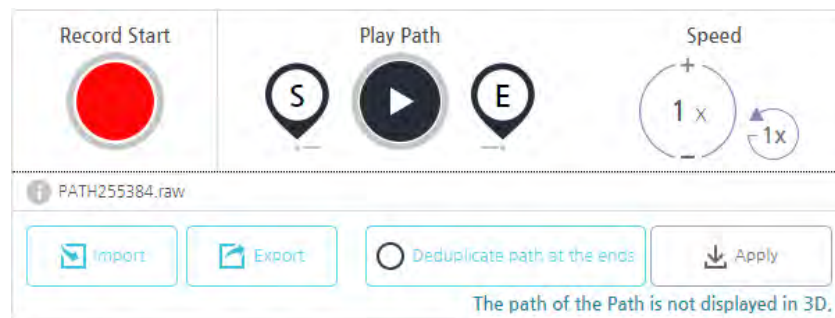 Record Start
Play Path
Speed
S
E
+
1 x
−
1x
PATH255384.raw
Import
Export
Deduplicate path at the ends
Apply
The path of the Path is not displayed in 3D,